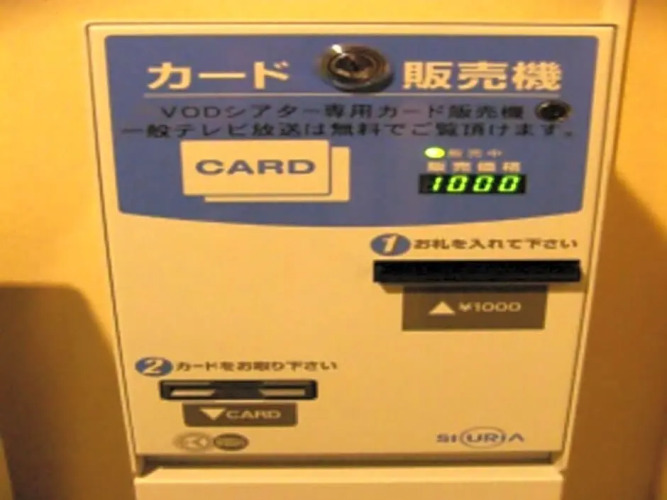 カード 販売機
VODシアター専用カード販売機
一般テレビ放送は無料でご覧頂けます。
CARD
販売中
販売価格
1000
1 お札を入れて下さい
▲ ¥1000
2 カードをお取り下さい
▼CARD